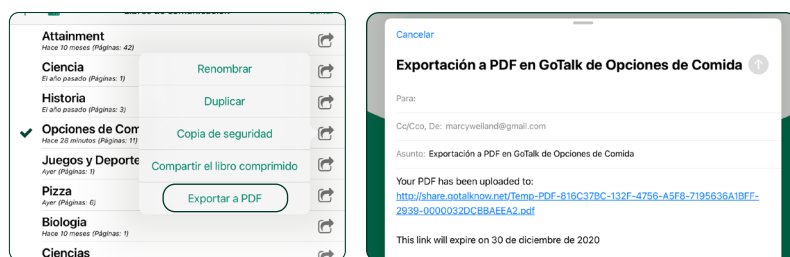 Attainment
Hace 10 meses (Páginas: 42)
Ciencia
El año pasado (Páginas: 1)
Historia
El año pasado (Páginas: 3)
Opciones de Com
Hace 28 minutos (Páginas: 11)
Juegos y Deporte
Ayer (Páginas: 1)
Pizza
Ayer (Páginas: 6)
Biologia
Hace 10 meses (Páginas: 1)
Ciencias
Renombrar
Duplicar
Copia de seguridad
Compartir el libro comprimido
Exportar a PDF
Cancelar
Exportación a PDF en GoTalk de Opciones de Comida
Para:
Cc/Cco, De: marcyweiland@gmail.com
Asunto: Exportación a PDF en GoTalk de Opciones de Comida
Your PDF has been uploaded to:
http://share.gotalknow.net/Temp-PDF-816C37BC-132F-4756-A5F8-7195636A1BFF-
2939-0000032DCBBAEEA2.pdf
This link will expire on 30 de diciembre de 2020